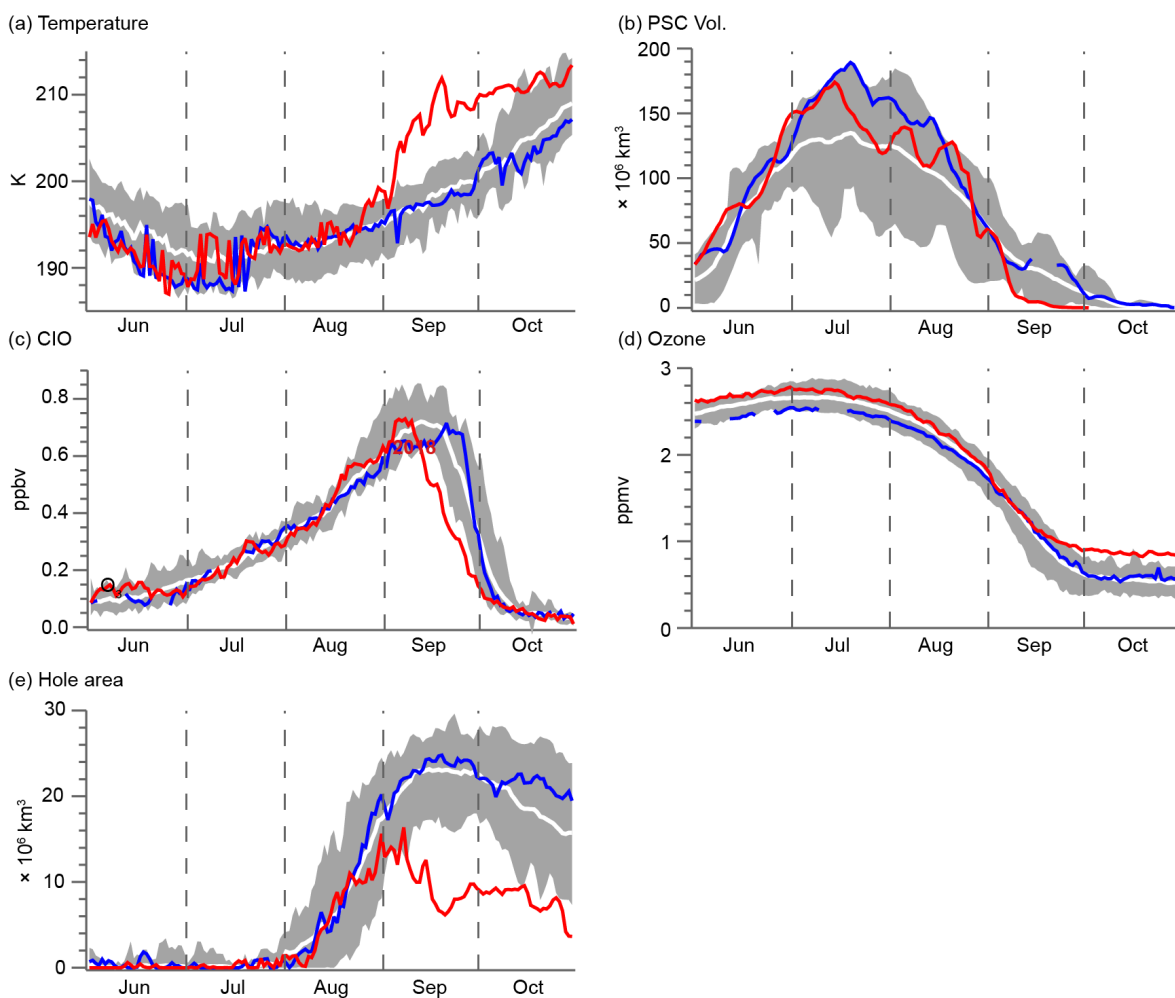 (a) Temperature
(b) PSC Vol.
210
200
190
K
Jun Jul Aug Sep Oct
200
150
100
50
0
× 10⁶ km³
Jun Jul Aug Sep Oct
(c) ClO
(d) Ozone
0.8
0.6
0.4
0.2
0.0
ppbv
Jun Jul Aug Sep Oct
3
2
1
0
ppmv
Jun Jul Aug Sep Oct
(e) Hole area
30
20
10
0
× 10⁶ km³
Jun Jul Aug Sep Oct